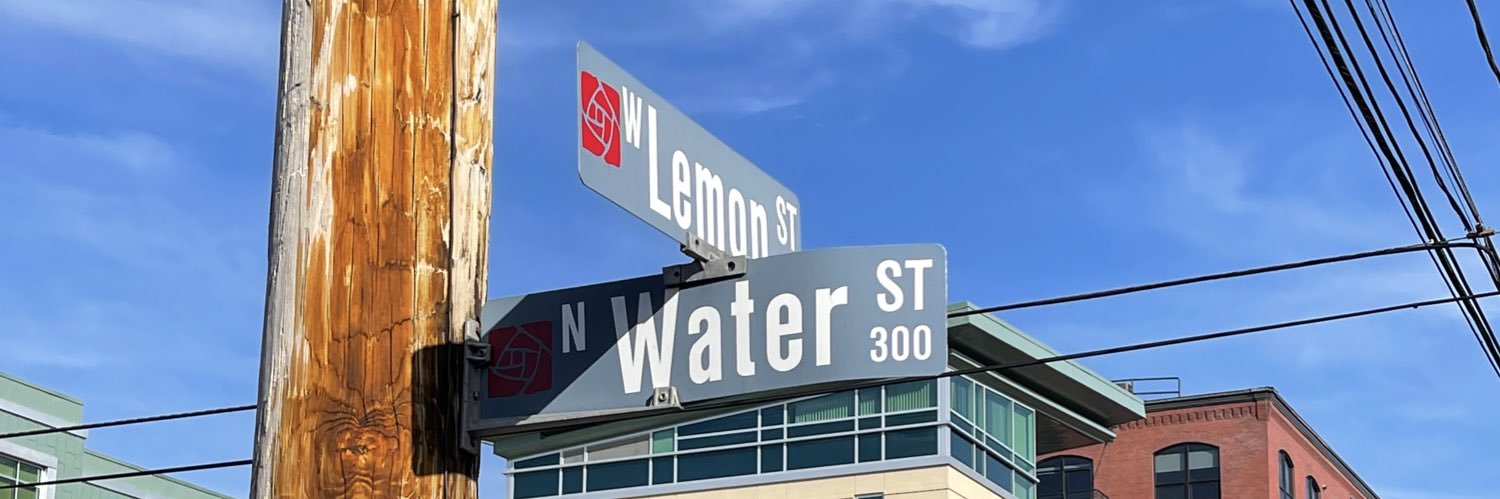 W Lemon ST
N Water ST
300